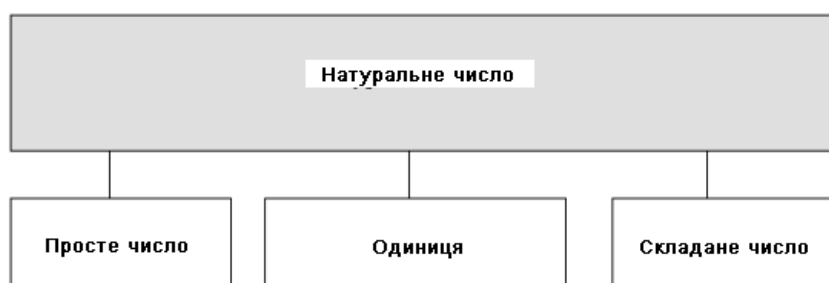 Натуральне число
Просте число
Одиниця
Складане число